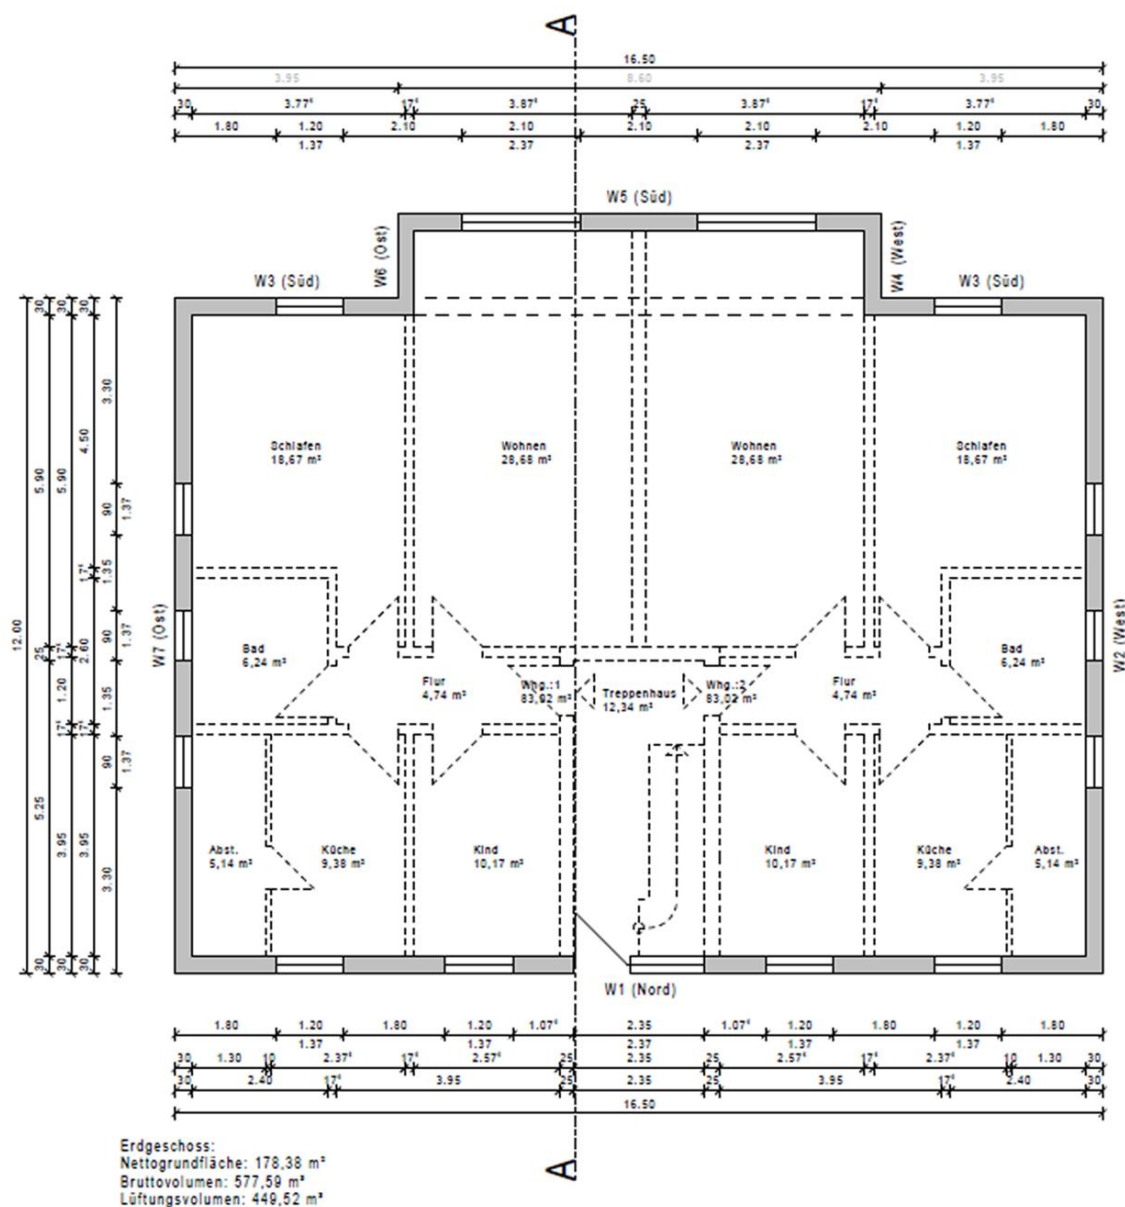 A
16.50
3.95 8.60 3.95
30 3.77⁵ 17⁵ 3.87⁵ 25 3.87⁵ 17⁵ 3.77⁵ 30
1.80 1.20 2.10 2.10 2.10 2.10 2.10 1.20 1.80
1.37 2.37 2.37 1.37
W5 (Süd)
W6 (Ost)
W4 (West)
W3 (Süd)
W3 (Süd)
12.00
30 5.90 25 5.25 30
30 5.90 17⁵ 1.20 17⁵ 3.95 30
30 4.50 17⁵ 2.60 17⁵ 3.95 30
3.30 90 1.35 90 1.35 90 3.30
1.37 1.37 1.37
W7 (Ost)
W2 (West)
Schlafen
18,67 m²
Wohnen
28,68 m²
Wohnen
28,68 m²
Schlafen
18,67 m²
Bad
6,24 m²
Flur
4,74 m²
Whg.:1
83,02 m²
Treppenhaus
12,34 m²
Whg.:2
83,02 m²
Flur
4,74 m²
Bad
6,24 m²
Abst.
5,14 m²
Küche
9,38 m²
Kind
10,17 m²
Kind
10,17 m²
Küche
9,38 m²
Abst.
5,14 m²
W1 (Nord)
1.80 1.20 1.80 1.20 1.07⁵ 2.35 1.07⁵ 1.20 1.80 1.20 1.80
1.37 1.37 2.37 1.37 1.37
30 1.30 10 2.37⁵ 17⁵ 2.57⁵ 25 2.35 25 2.57⁵ 17⁵ 2.37⁵ 10 1.30 30
30 2.40 17⁵ 3.95 25 2.35 25 3.95 17⁵ 2.40 30
16.50
A
Erdgeschoss:
Nettogrundfläche: 178,38 m²
Bruttovolumen: 577,59 m³
Lüftungsvolumen: 449,52 m³